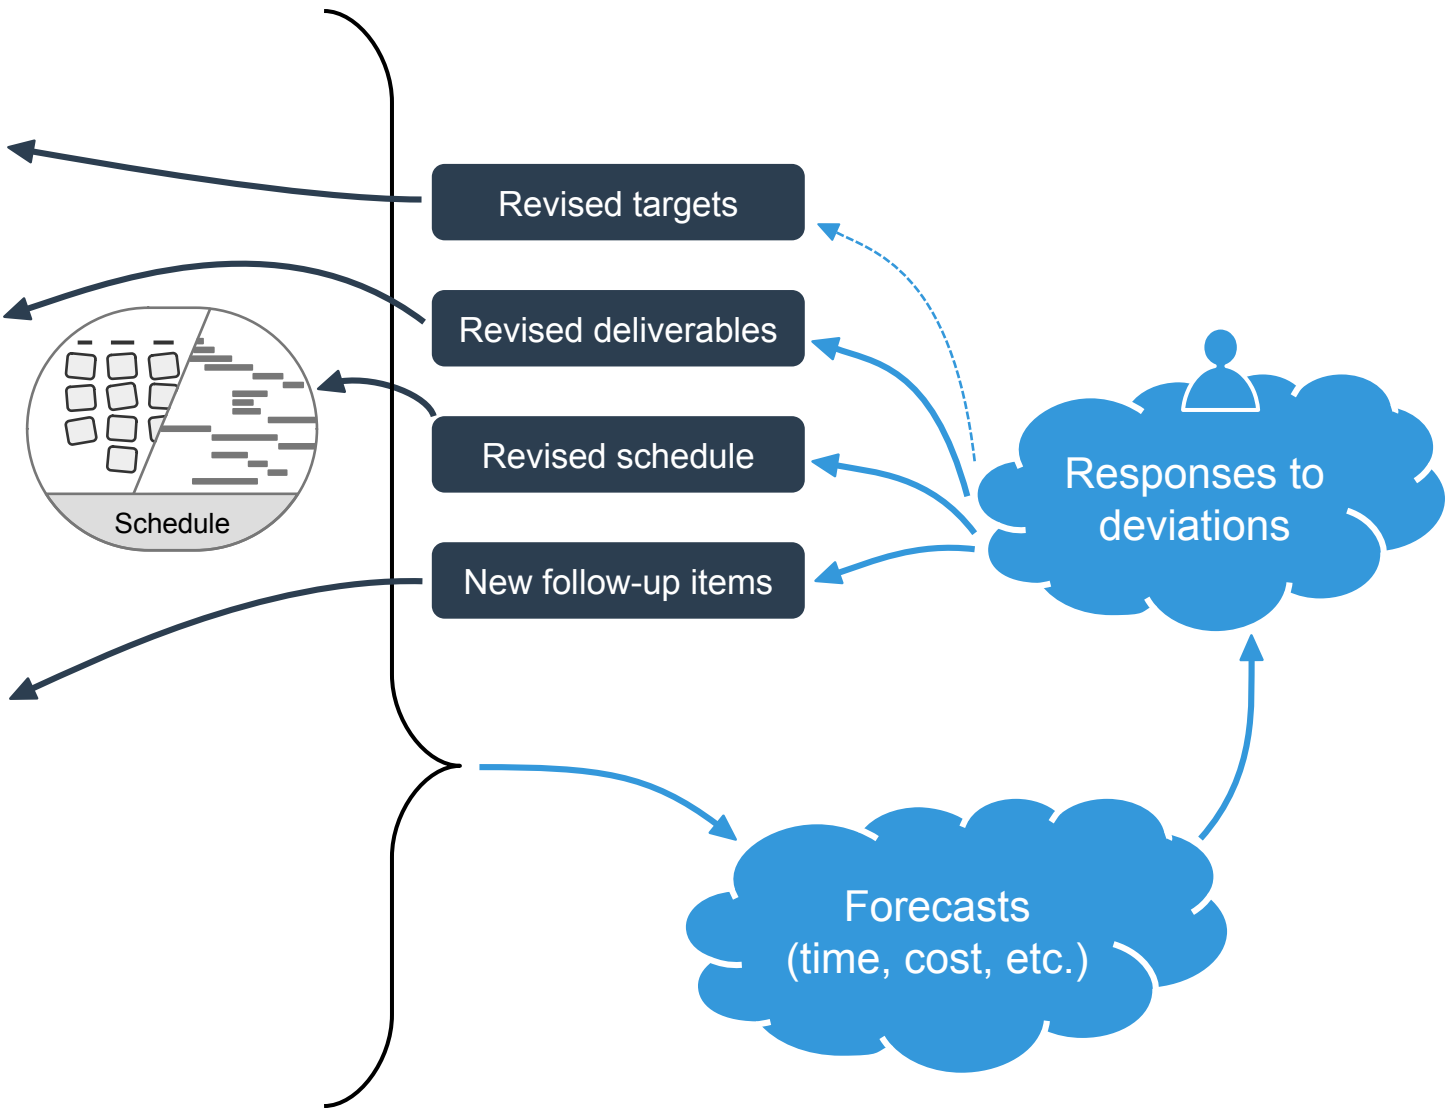 Revised targets
Revised deliverables
Revised schedule
Schedule
New follow-up items
Responses to
deviations
Forecasts
(time, cost, etc.)